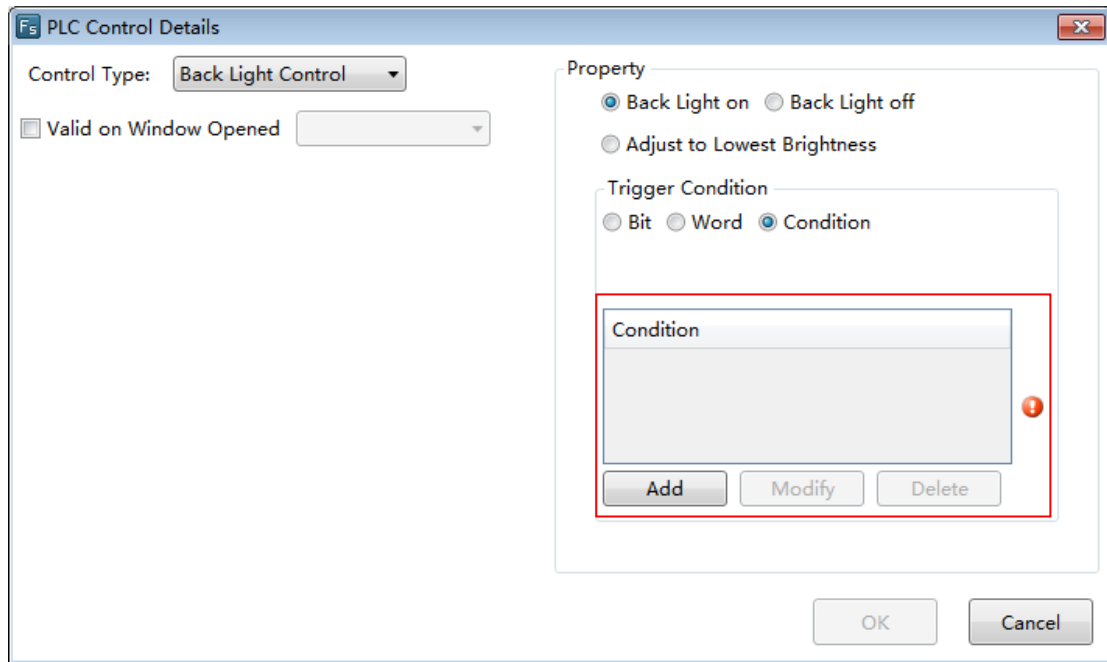 Fs PLC Control Details
Control Type: Back Light Control
Valid on Window Opened
Property
Back Light on Back Light off
Adjust to Lowest Brightness
Trigger Condition
Bit Word Condition
Condition
Add Modify Delete
OK Cancel